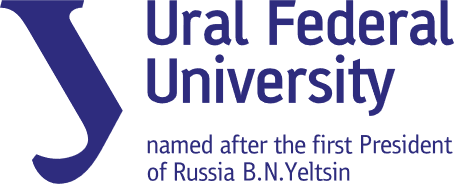 Ural Federal
University
named after the first President
of Russia B.N.Yeltsin